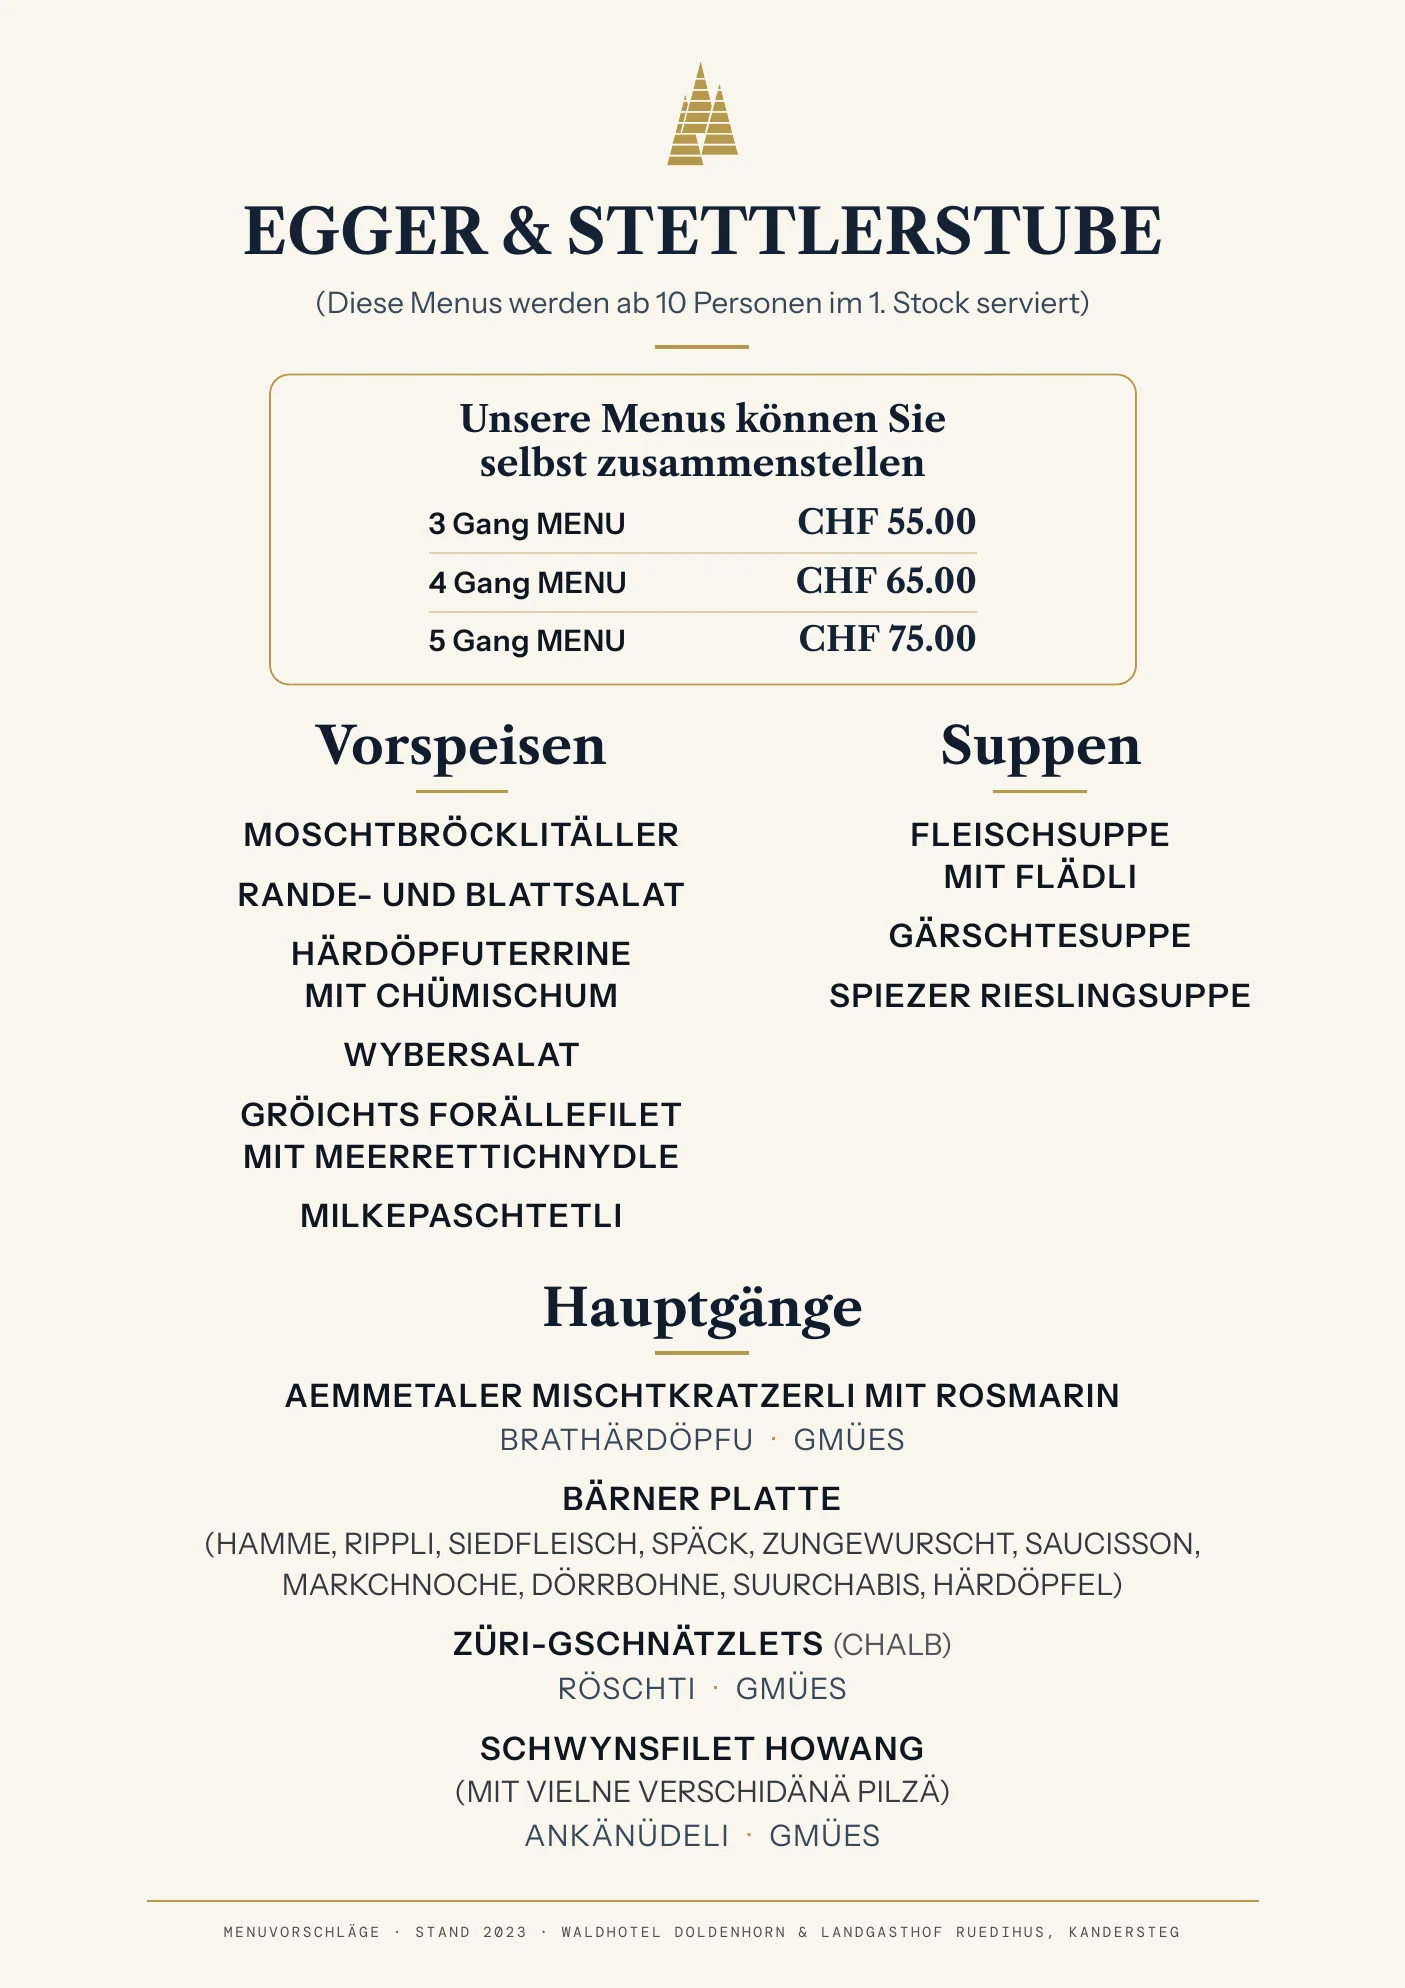 EGGER & STETTLERSTUBE
(Diese Menus werden ab 10 Personen im 1. Stock serviert)
Unsere Menus können Sie
selbst zusammenstellen
3 Gang MENU CHF 55.00
4 Gang MENU CHF 65.00
5 Gang MENU CHF 75.00
Vorspeisen
MOSCHTBRÖCKLITÄLLER
RANDE- UND BLATTSALAT
HÄRDÖPFUTERRINE
MIT CHÜMISCHUM
WYBERSALAT
GRÖICHTS FORÄLLEFILET
MIT MEERRETTICHNYDLE
MILKEPASCHTETLI
Suppen
FLEISCHSUPPE
MIT FLÄDLI
GÄRSCHTESUPPE
SPIEZER RIESLINGSUPPE
Hauptgänge
AEMMETALER MISCHTKRATZERLI MIT ROSMARIN
BRATHÄRDÖPFU · GMÜES
BÄRNER PLATTE
(HAMME, RIPPLI, SIEDFLEISCH, SPÄCK, ZUNGEWURSCHT, SAUCISSON,
MARKCHNOCHE, DÖRRBOHNE, SUURCHABIS, HÄRDÖPFEL)
ZÜRI-GSCHNÄTZLETS (CHALB)
RÖSCHTI · GMÜES
SCHWYNSFILET HOWANG
(MIT VIELNE VERSCHIDÄNÄ PILZÄ)
ANKÄNÜDELI · GMÜES
MENUVORSCHLÄGE · STAND 2023 · WALDHOTEL DOLDENHORN & LANDGASTHOF RUEDIHUS, KANDERSTEG